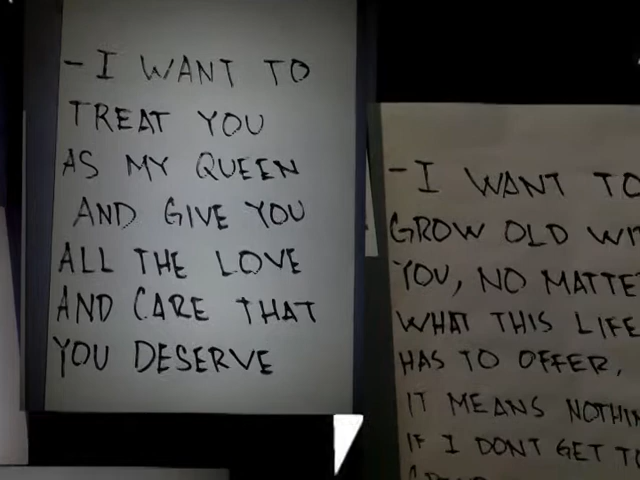 - I WANT TO
TREAT YOU
AS MY QUEEN
AND GIVE YOU
ALL THE LOVE
AND CARE THAT
YOU DESERVE
- I WANT TO
GROW OLD
YOU, NO
WHAT THIS LIFE
HAS TO OFFER,
IT MEANS
IF I DONT GET TO